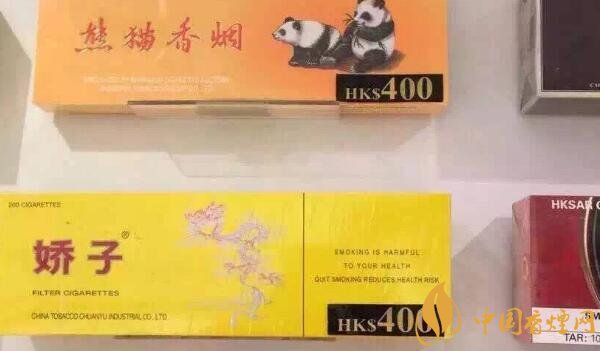 熊猫香烟
HK$400
200 CIGARETTES
娇子®
FILTER CIGARETTES
CHINA TOBACCO CHUANYU INDUSTRIAL CO., LTD.
SMOKING IS HARMFUL
TO YOUR HEALTH
QUIT SMOKING REDUCES HEALTH RISK
HK$400
HKSAR
TAR: 10
中国香烟网